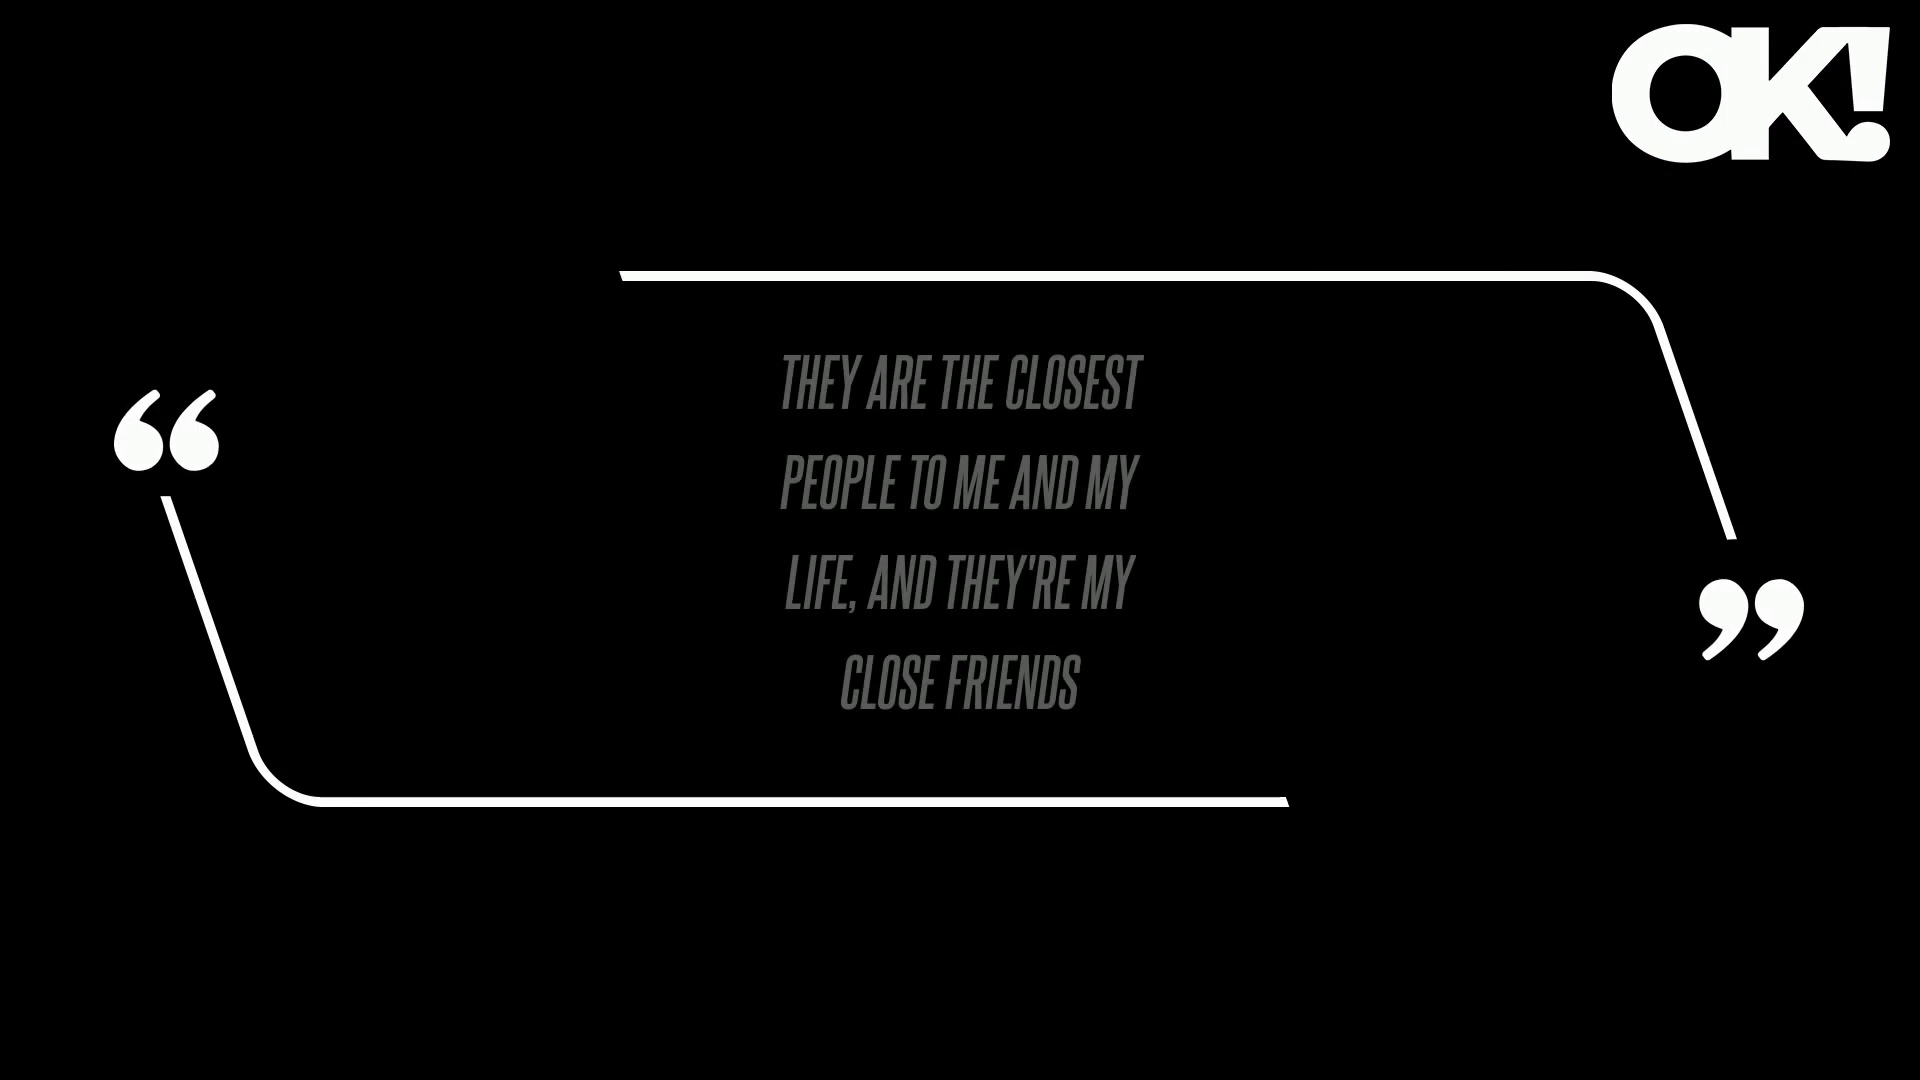 OK!
“
THEY ARE THE CLOSEST
PEOPLE TO ME AND MY
LIFE, AND THEY'RE MY
CLOSE FRIENDS
”